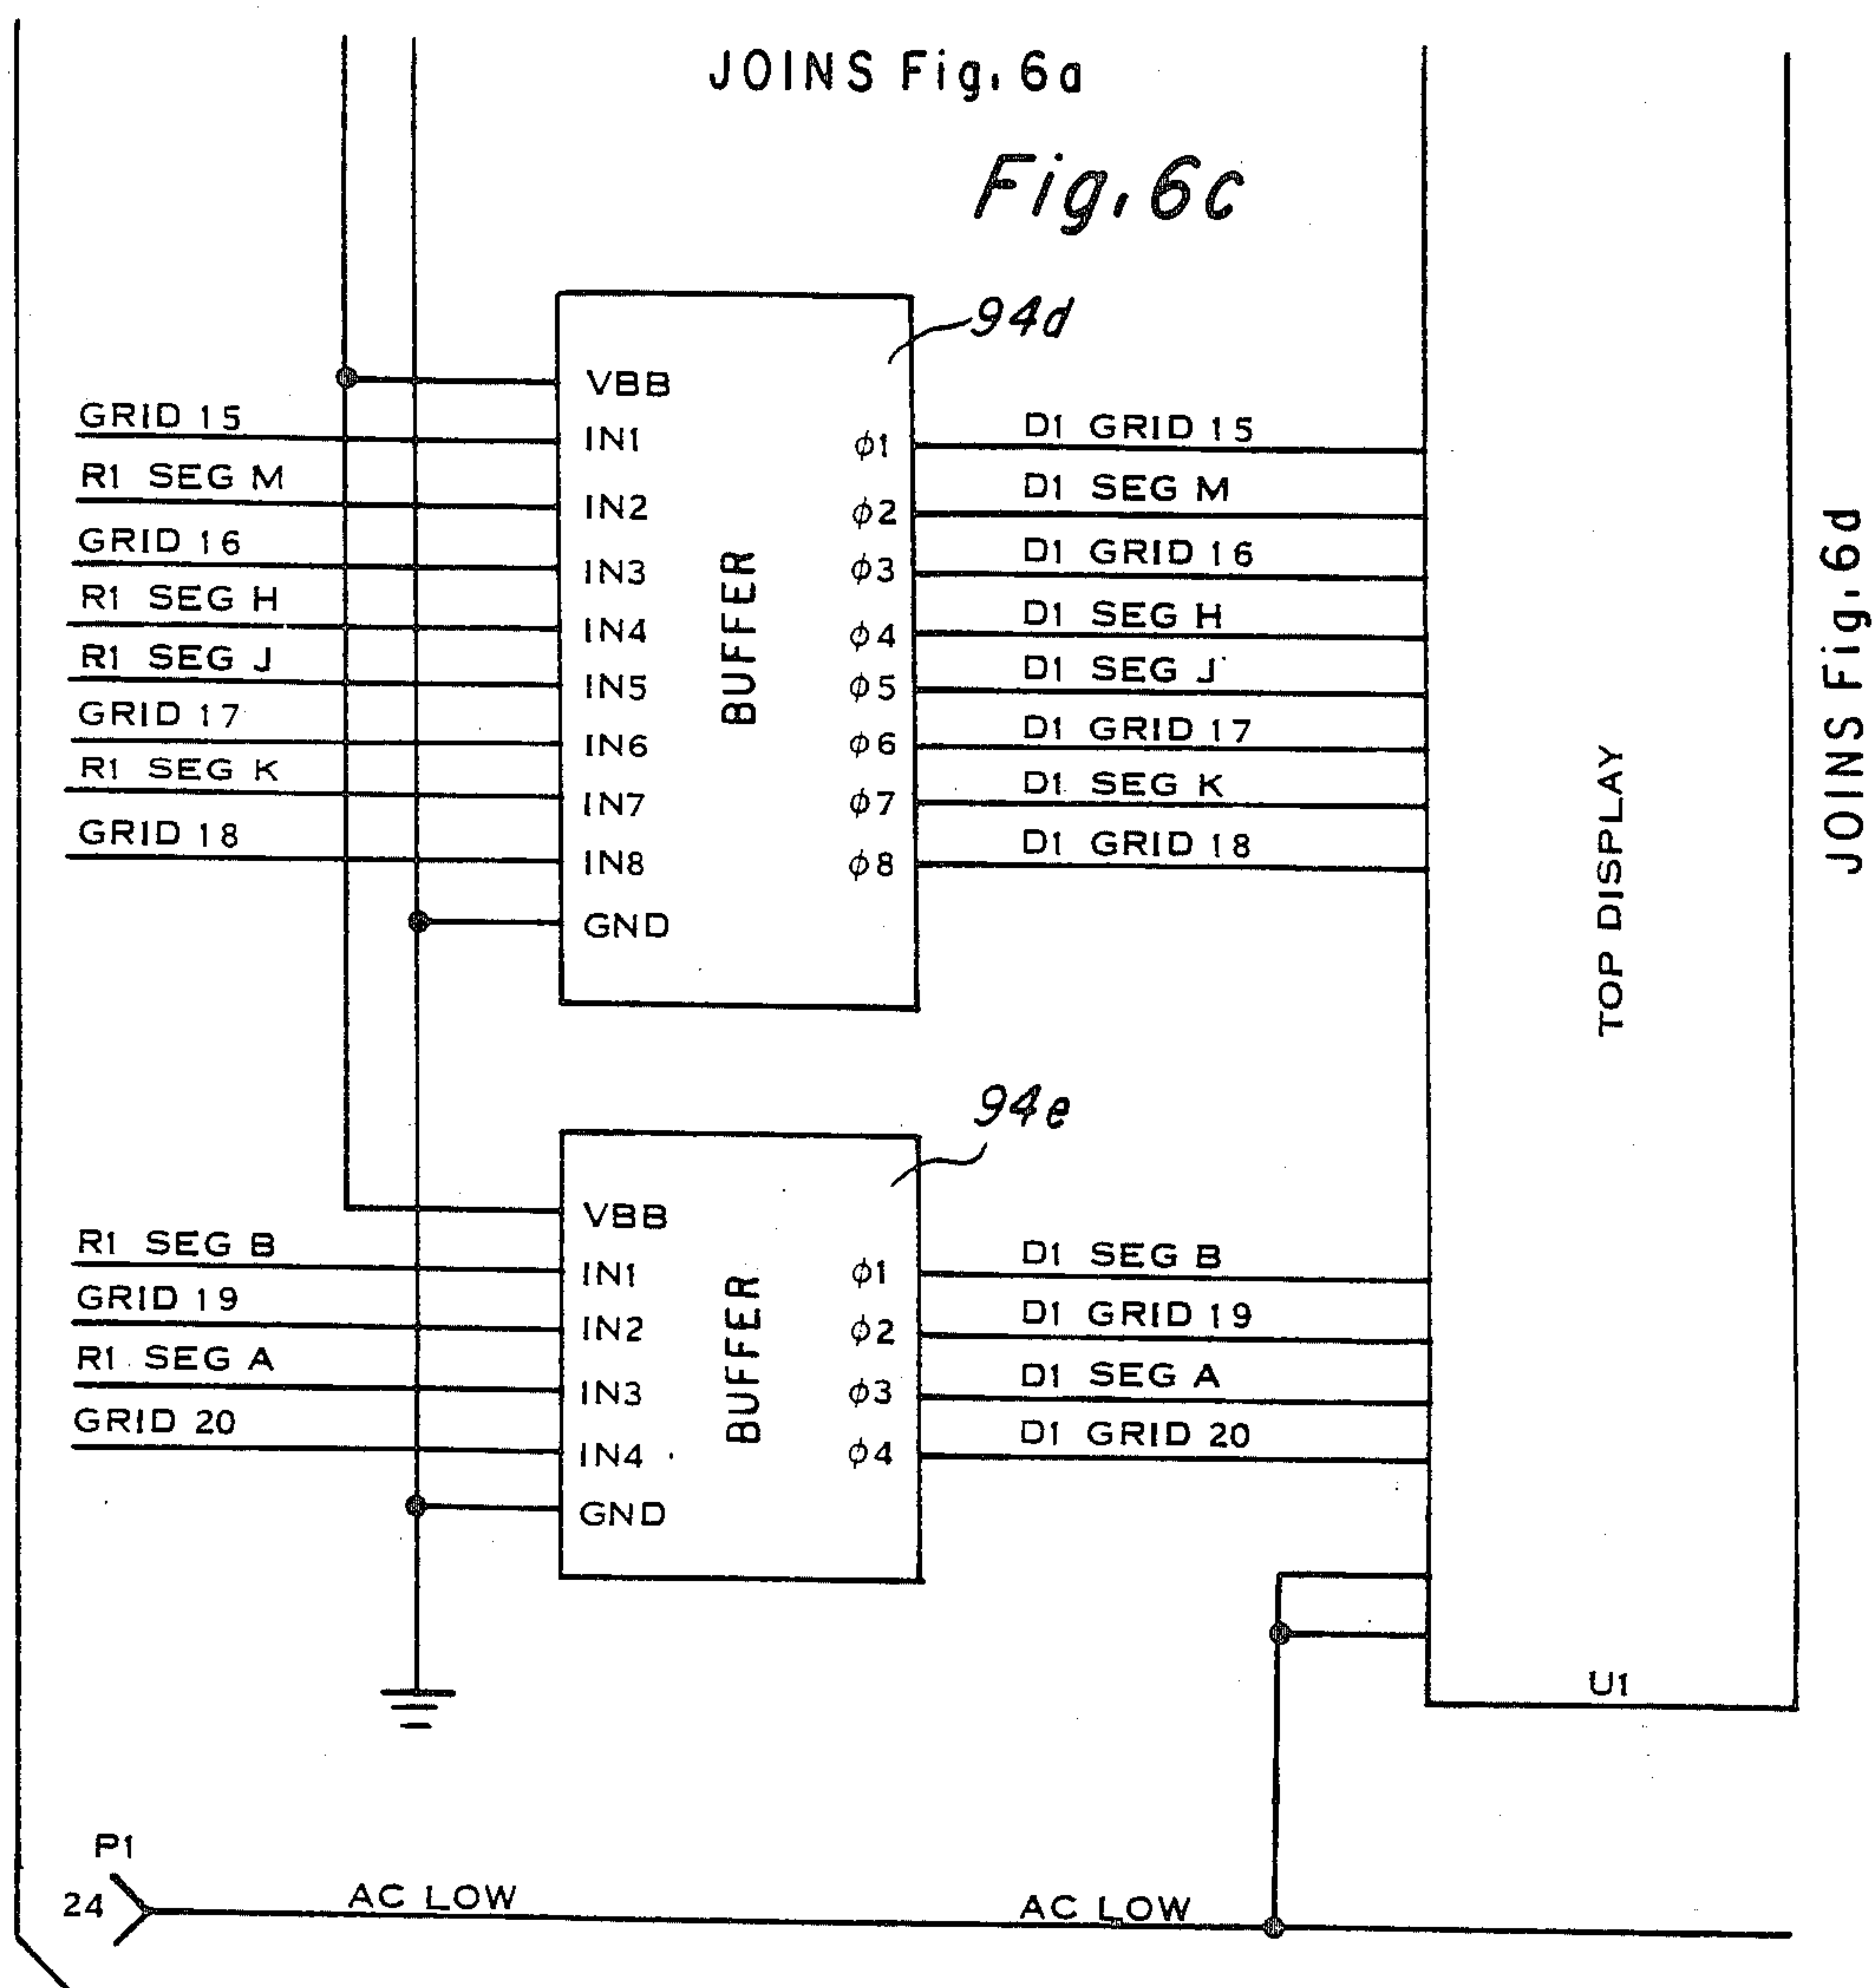 JOINS Fig. 6a
Fig. 6c
94d
VBB
GRID 15 IN1 ϕ1 D1 GRID 15
R1 SEG M IN2 ϕ2 D1 SEG M
GRID 16 IN3 ϕ3 D1 GRID 16
R1 SEG H IN4 ϕ4 D1 SEG H
R1 SEG J IN5 ϕ5 D1 SEG J
GRID 17 IN6 ϕ6 D1 GRID 17
R1 SEG K IN7 ϕ7 D1 SEG K
GRID 18 IN8 ϕ8 D1 GRID 18
GND
BUFFER
TOP DISPLAY
JOINS Fig. 6d
94e
VBB
R1 SEG B IN1 ϕ1 D1 SEG B
GRID 19 IN2 ϕ2 D1 GRID 19
R1 SEG A IN3 ϕ3 D1 SEG A
GRID 20 IN4 ϕ4 D1 GRID 20
GND
BUFFER
U1
P1
24 AC LOW AC LOW